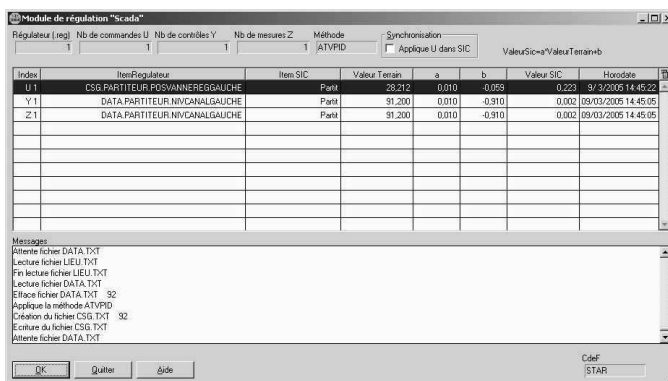 Module de régulation "Scada"
Régulateur (.reg) Nb de commandes U Nb de contrôles Y Nb de mesures Z Méthode Synchronisation
1 1 1 1 ATVPID Applique U dans SIC ValeurSic=a*ValeurTerrain+b
Index ItemRegulateur Item SIC Valeur Terrain a b Valeur SIC Horodate
U 1 CSG.PARTITEUR.POSVANNEREGGAUCHE Partit 28,212 0,010 -0,059 0,223 9/ 3/2005 14:45:22
Y 1 DATA.PARTITEUR.NIVCANALGAUCHE Partit 91,200 0,010 -0,910 0,002 09/03/2005 14:45:05
Z 1 DATA.PARTITEUR.NIVCANALGAUCHE Partit 91,200 0,010 -0,910 0,002 09/03/2005 14:45:05
Messages
Attente fichier DATA.TXT
Lecture fichier LIEU.TXT
Fin lecture fichier LIEU.TXT
Lecture fichier DATA.TXT
Efface fichier DATA.TXT 92
Applique la méthode ATVPID
Création du fichier CSG.TXT 92
Ecriture du fichier CSG.TXT
Attente fichier DATA.TXT
OK Quitter Aide
CdeF
STAR